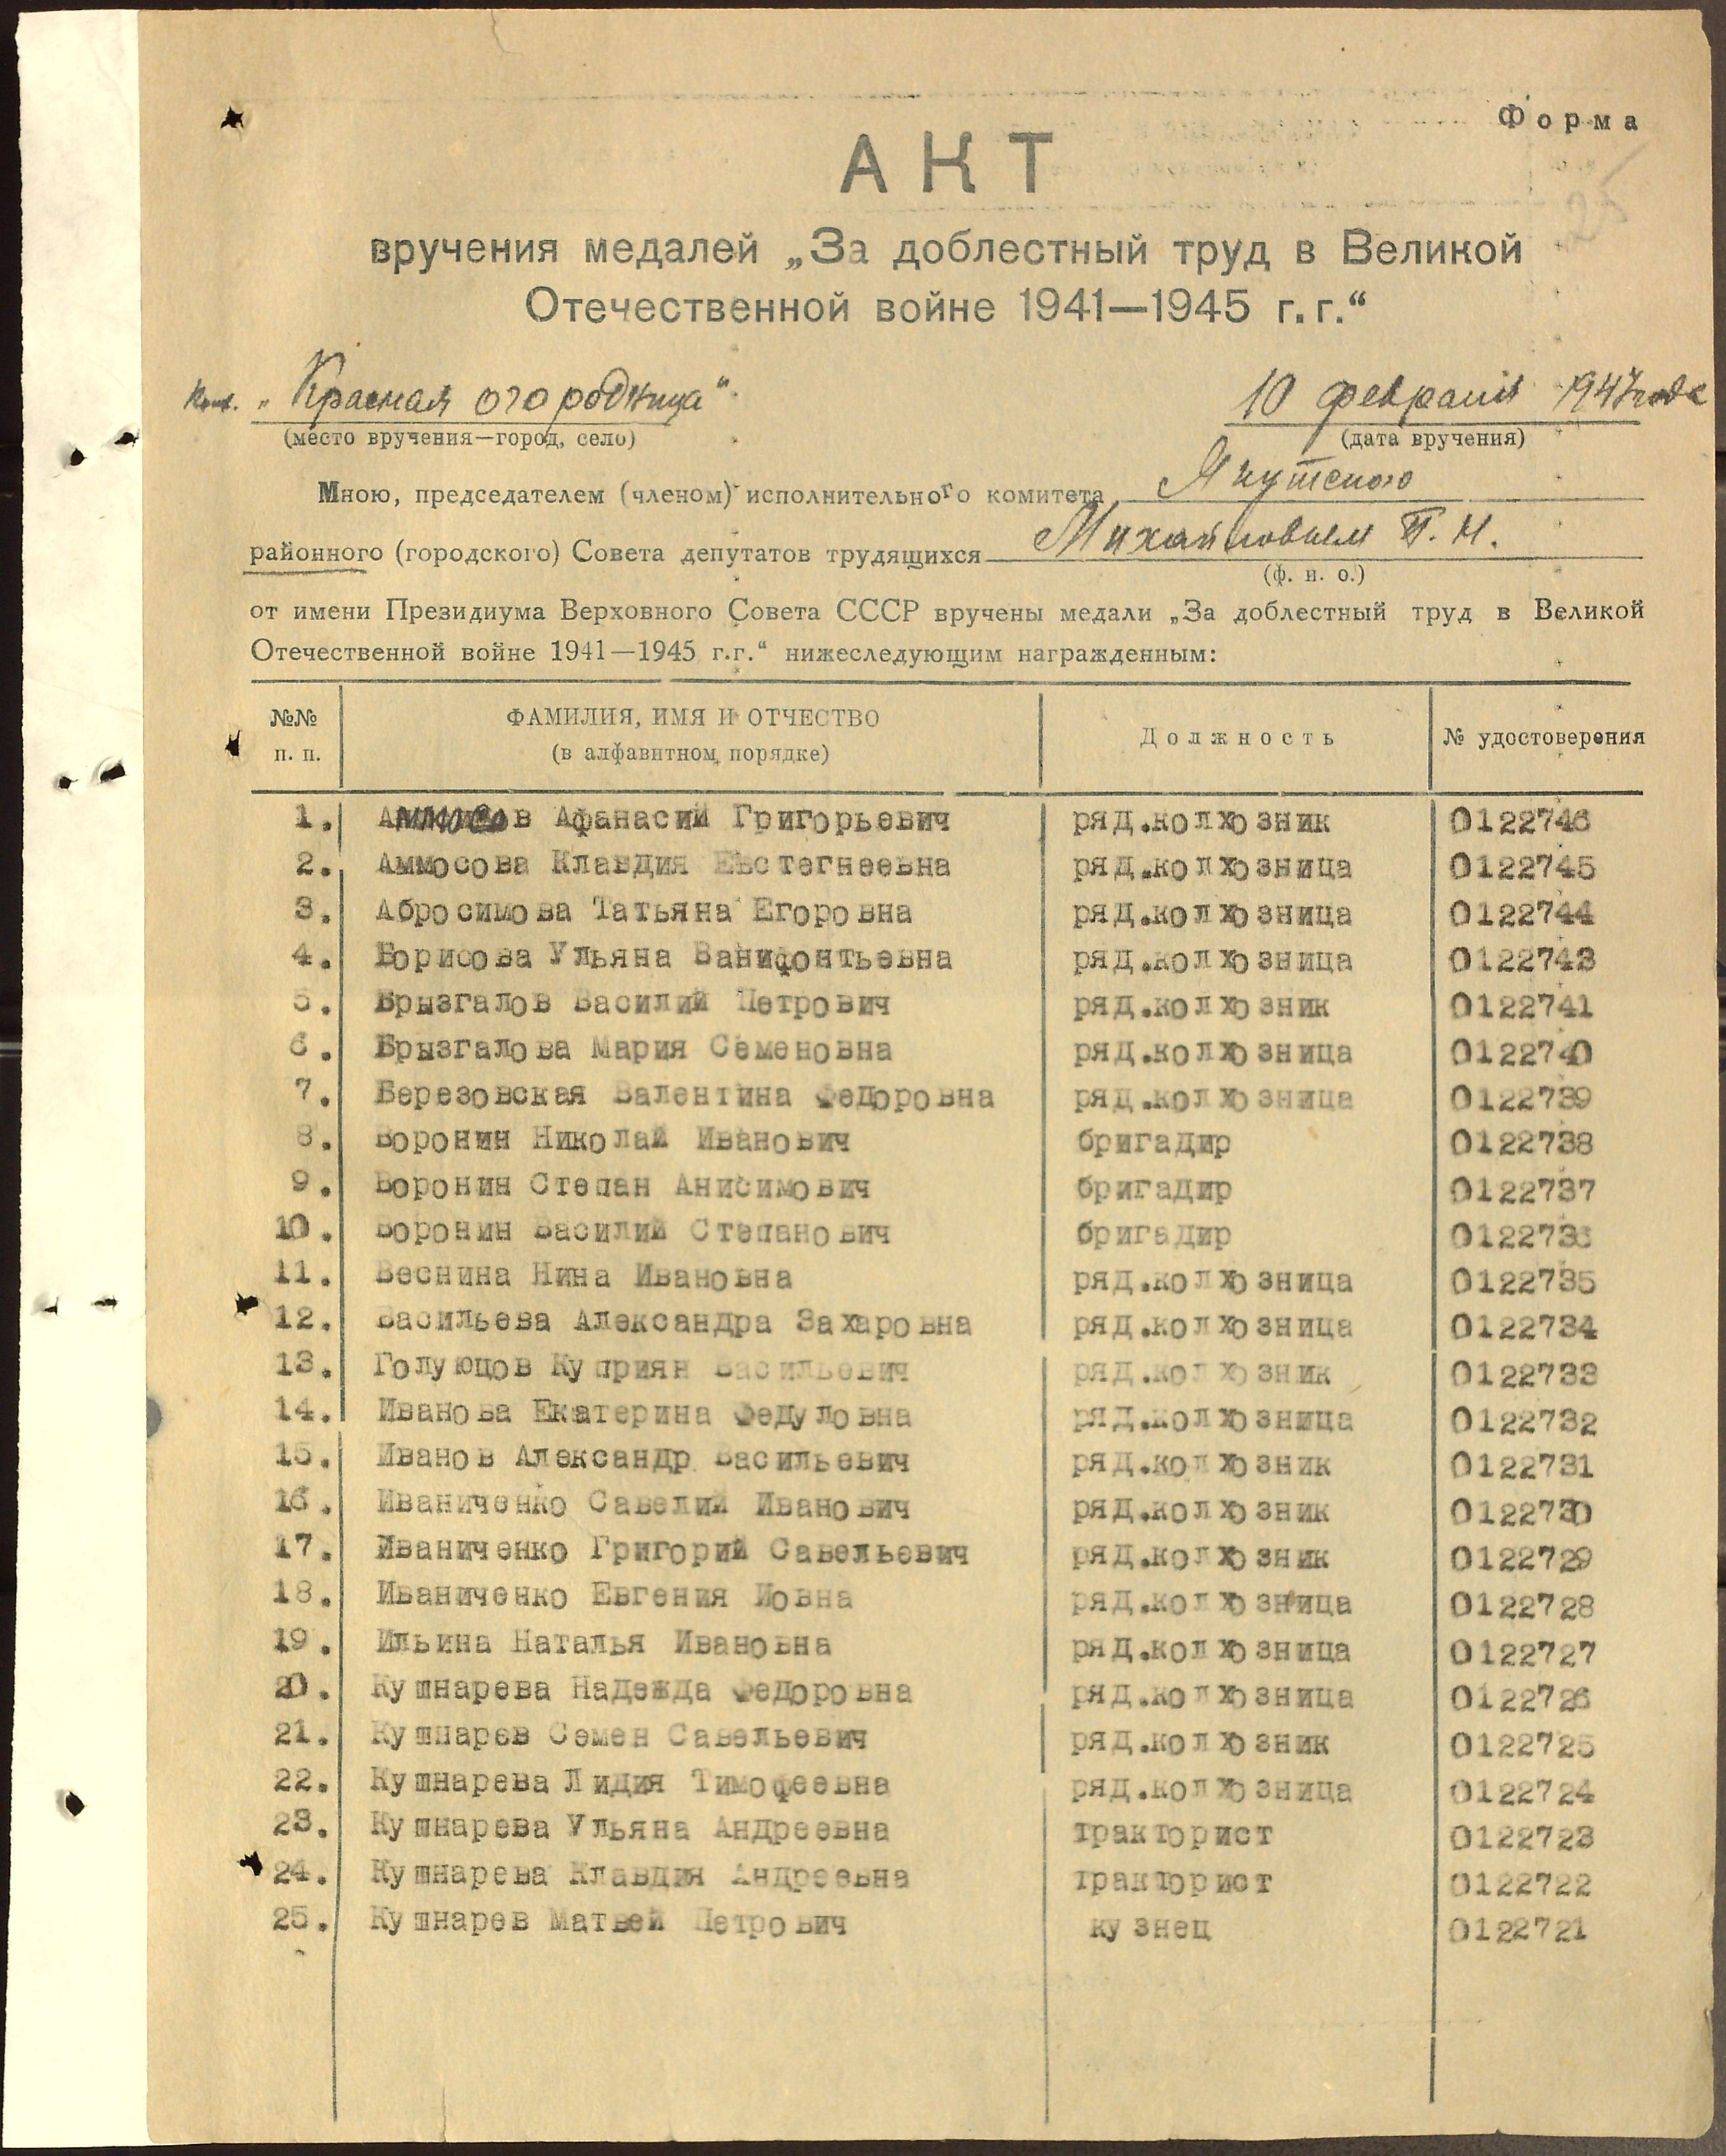 Форма
25
АКТ
вручения медалей „За доблестный труд в Великой
Отечественной войне 1941—1945 г.г.“
„Красная огородница“ 10 февраля 1947 года
(место вручения—город, село) (дата вручения)
Мною, председателем (членом) исполнительного комитета Якутского
районного (городского) Совета депутатов трудящихся Михайловым П. Н.
(ф. и. о.)
от имени Президиума Верховного Совета СССР вручены медали „За доблестный труд в Великой
Отечественной войне 1941—1945 г.г.“ нижеследующим награжденным:
№№ п. п. ФАМИЛИЯ, ИМЯ И ОТЧЕСТВО (в алфавитном порядке) Должность № удостоверения
1. Аммосов Афанасий Григорьевич ряд.колхозник 0122746
2. Аммосова Клавдия Евстегнеевна ряд.колхозница 0122745
3. Абросимова Татьяна Егоровна ряд.колхозница 0122744
4. Борисова Ульяна Ванифонтьевна ряд.колхозница 0122743
5. Брызгалов Василий Петрович ряд.колхозник 0122741
6. Брызгалова Мария Семеновна ряд.колхозница 0122740
7. Березовская Валентина Федоровна ряд.колхозница 0122739
8. Воронин Николай Иванович бригадир 0122738
9. Воронин Степан Анисимович бригадир 0122737
10. Воронин Василий Степанович бригадир 0122736
11. Веснина Нина Ивановна ряд.колхозница 0122735
12. Васильева Александра Захаровна ряд.колхозница 0122734
13. Голуюцов Куприян Васильевич ряд.колхозник 0122733
14. Иванова Екатерина Федуловна ряд.колхозница 0122732
15. Иванов Александр Васильевич ряд.колхозник 0122731
16. Иваниченко Савелий Иванович ряд.колхозник 0122730
17. Иваниченко Григорий Савельевич ряд.колхозник 0122729
18. Иваниченко Евгения Иовна ряд.колхозница 0122728
19. Ильина Наталья Ивановна ряд.колхозница 0122727
20. Кушнарева Надежда Федоровна ряд.колхозница 0122726
21. Кушнарев Семен Савельевич ряд.колхозник 0122725
22. Кушнарева Лидия Тимофеевна ряд.колхозница 0122724
23. Кушнарева Ульяна Андреевна тракторист 0122723
24. Кушнарева Клавдия Андреевна тракторист 0122722
25. Кушнарев Матвей Петрович кузнец 0122721